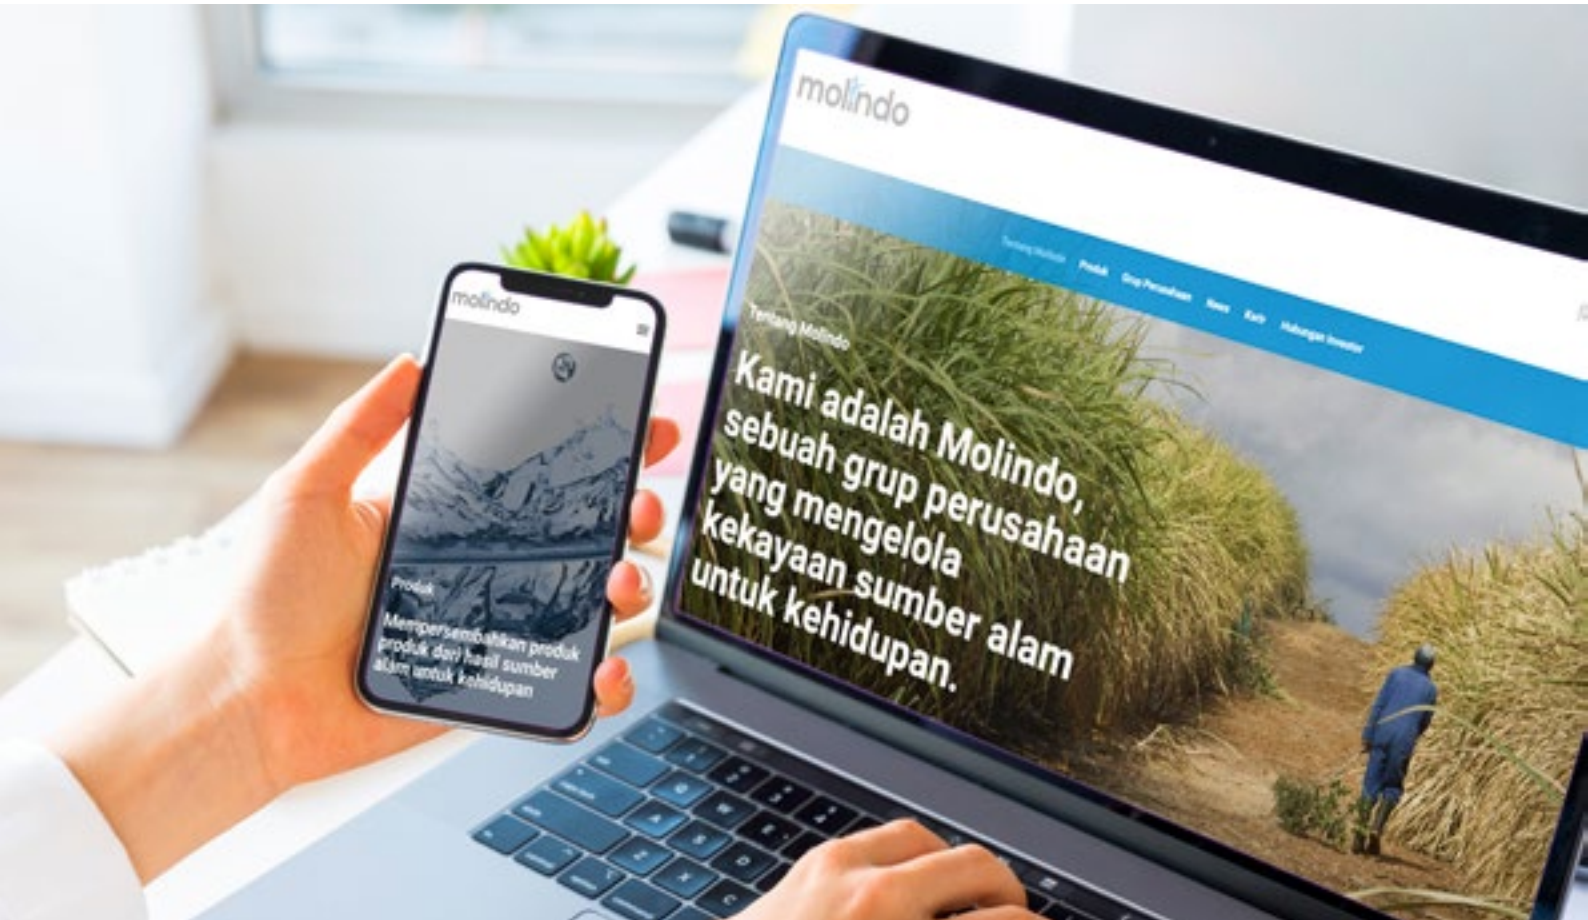 molindo
Tentang Molindo Produk Grup Perusahaan News Karir Hubungan Investor
Tentang Molindo
Kami adalah Molindo,
sebuah grup perusahaan
yang mengelola
kekayaan sumber alam
untuk kehidupan.
molindo
Produk
Mempersembahkan produk
produk dari hasil sumber
alam untuk kehidupan